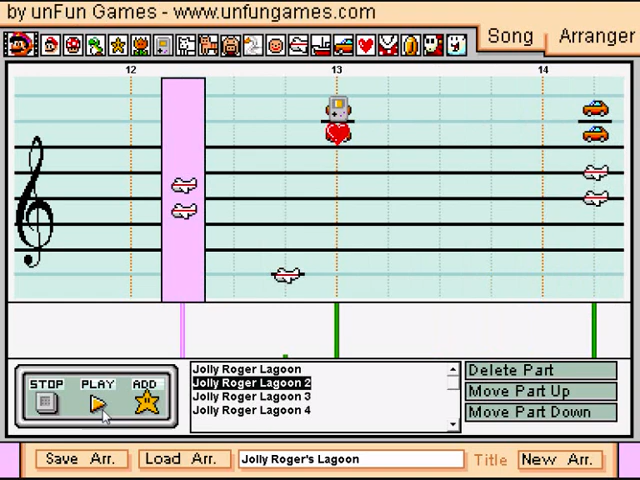 by unFun Games - www.unfungames.com
Song
Arranger
12
13
14
STOP
PLAY
ADD
Jolly Roger Lagoon
Jolly Roger Lagoon 2
Jolly Roger Lagoon 3
Jolly Roger Lagoon 4
Delete Part
Move Part Up
Move Part Down
Save Arr.
Load Arr.
Jolly Roger's Lagoon
Title
New Arr.